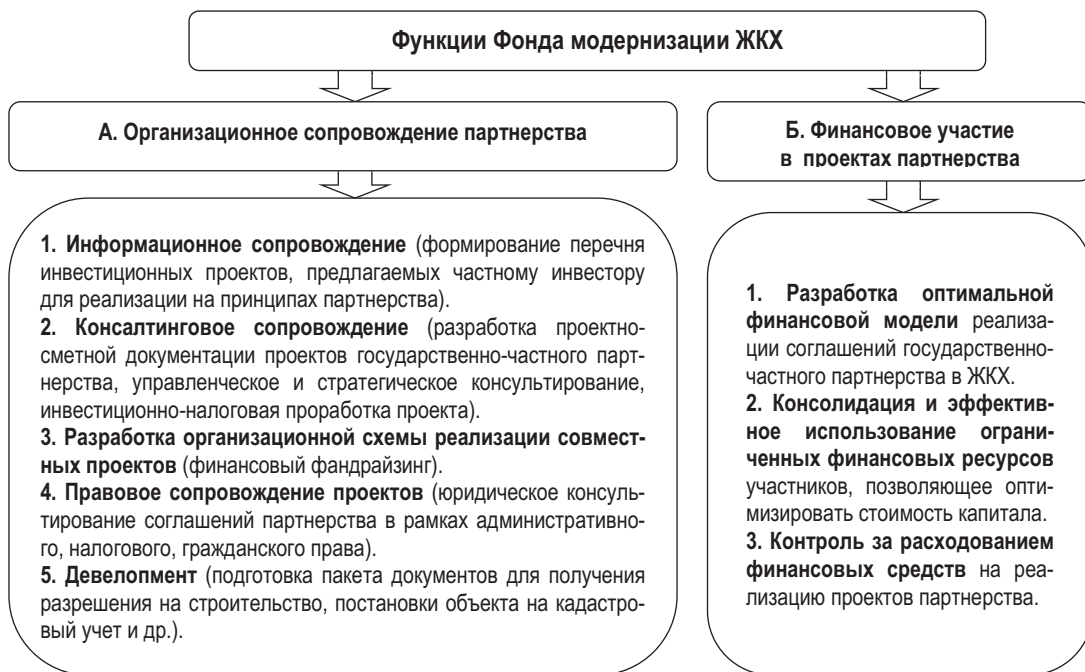 Функции Фонда модернизации ЖКХ
А. Организационное сопровождение партнерства
Б. Финансовое участие
в проектах партнерства
1. Информационное сопровождение (формирование перечня
инвестиционных проектов, предлагаемых частному инвестору
для реализации на принципах партнерства).
2. Консалтинговое сопровождение (разработка проектно-
сметной документации проектов государственно-частного парт-
нерства, управленческое и стратегическое консультирование,
инвестиционно-налоговая проработка проекта).
3. Разработка организационной схемы реализации совмест-
ных проектов (финансовый фандрайзинг).
4. Правовое сопровождение проектов (юридическое консуль-
тирование соглашений партнерства в рамках административно-
го, налогового, гражданского права).
5. Девелопмент (подготовка пакета документов для получения
разрешения на строительство, постановки объекта на кадастро-
вый учет и др.).
1. Разработка оптимальной
финансовой модели реализа-
ции соглашений государственно-
частного партнерства в ЖКХ.
2. Консолидация и эффектив-
ное использование ограни-
ченных финансовых ресурсов
участников, позволяющее опти-
мизировать стоимость капитала.
3. Контроль за расходованием
финансовых средств на реа-
лизацию проектов партнерства.